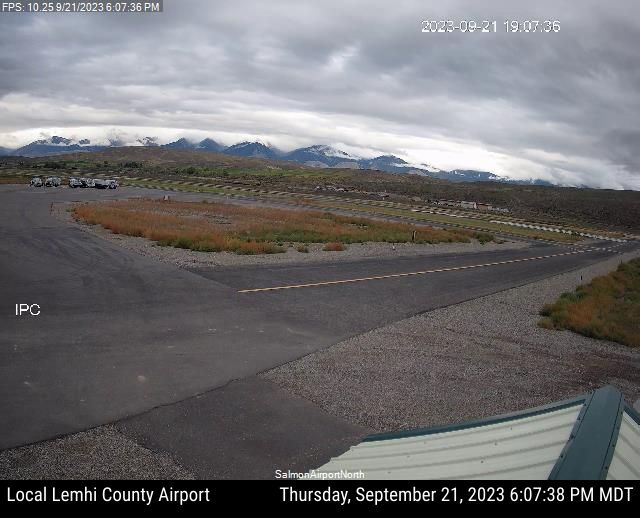 FPS: 10.25 9/21/2023 6:07:36 PM
2023-09-21 19:07:36
IPC
SalmonAirportNorth
Local Lemhi County Airport Thursday, September 21, 2023 6:07:38 PM MDT